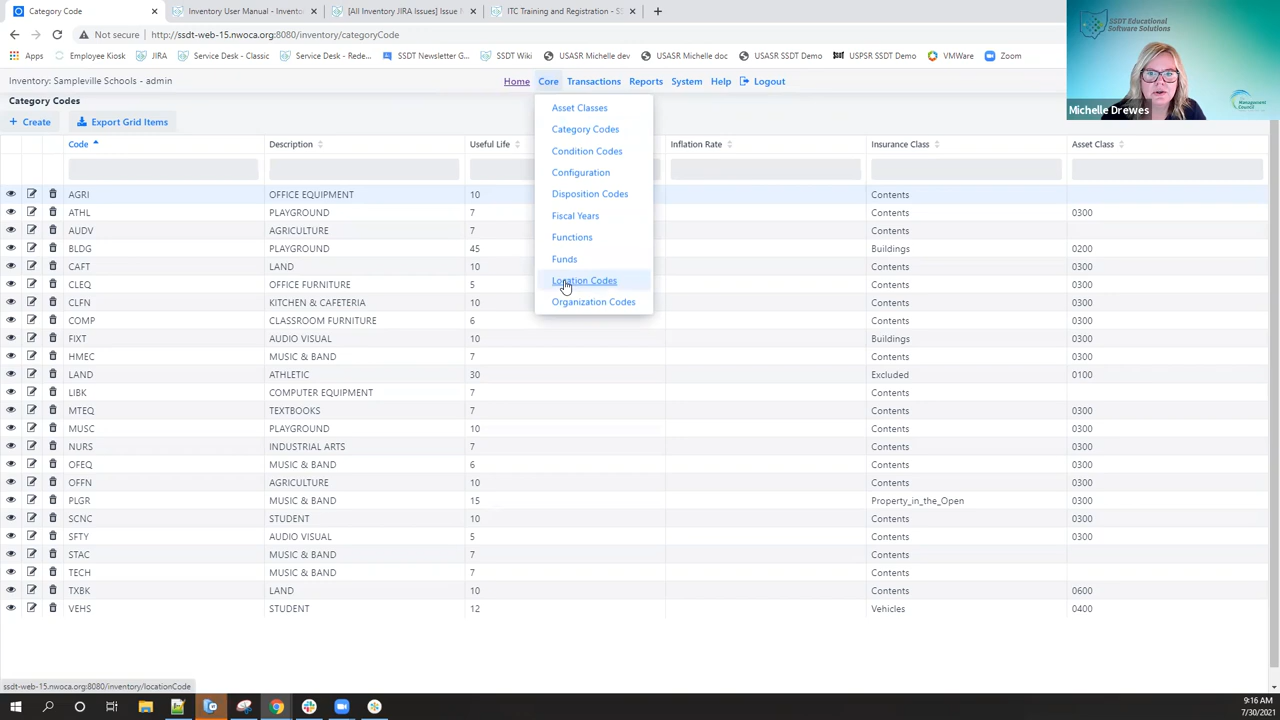 Category Code
Inventory User Manual - Invento
[All Inventory JIRA Issues] Issue
ITC Training and Registration - SS
Not secure
http://ssdt-web-15.nwoca.org:8080/inventory/categoryCode
Apps
Employee Kiosk
JIRA
Service Desk - Classic
Service Desk - Rede...
SSDT Newsletter G...
SSDT Wiki
USASR Michelle dev
USASR Michelle doc
USASR SSDT Demo
USPSR SSDT Demo
VMWare
Zoom
SSDT Educational
Software Solutions
Management
Council
Michelle Drewes
Inventory: Sampleville Schools - admin
Home
Core
Transactions
Reports
System
Help
Logout
Category Codes
Create
Export Grid Items
Asset Classes
Category Codes
Condition Codes
Configuration
Disposition Codes
Fiscal Years
Functions
Funds
Location Codes
Organization Codes
Code Description Useful Life Inflation Rate Insurance Class Asset Class
AGRI OFFICE EQUIPMENT 10 Contents
ATHL PLAYGROUND 7 Contents 0300
AUDV AGRICULTURE 7 Contents
BLDG PLAYGROUND 45 Buildings 0200
CAFT LAND 10 Contents 0300
CLEQ OFFICE FURNITURE 5 Contents 0300
CLFN KITCHEN & CAFETERIA 10 Contents 0300
COMP CLASSROOM FURNITURE 6 Contents 0300
FIXT AUDIO VISUAL 10 Buildings 0300
HMEC MUSIC & BAND 7 Contents 0300
LAND ATHLETIC 30 Excluded 0100
LIBK COMPUTER EQUIPMENT 7 Contents
MTEQ TEXTBOOKS 7 Contents 0300
MUSC PLAYGROUND 10 Contents 0300
NURS INDUSTRIAL ARTS 7 Contents 0300
OFEQ MUSIC & BAND 6 Contents 0300
OFFN AGRICULTURE 10 Contents 0300
PLGR MUSIC & BAND 15 Property_in_the_Open 0300
SCNC STUDENT 10 Contents 0300
SFTY AUDIO VISUAL 5 Contents 0300
STAC MUSIC & BAND 7 Contents
TECH MUSIC & BAND 7 Contents
TXBK LAND 10 Contents 0600
VEHS STUDENT 12 Vehicles 0400
ssdt-web-15.nwoca.org:8080/inventory/locationCode
9:16 AM
7/30/2021